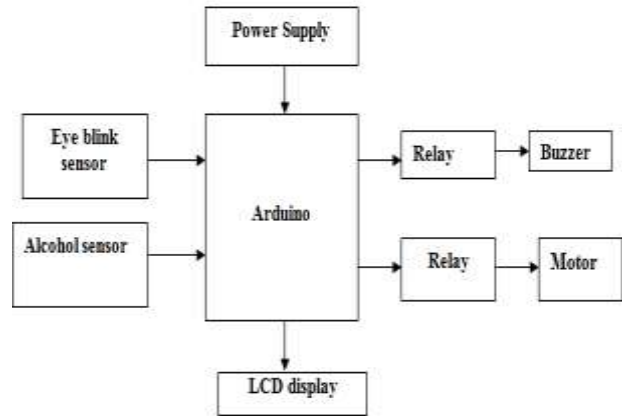 Power Supply
Eye blink
sensor
Relay
Buzzer
Arduino
Alcohol sensor
Relay
Motor
LCD display